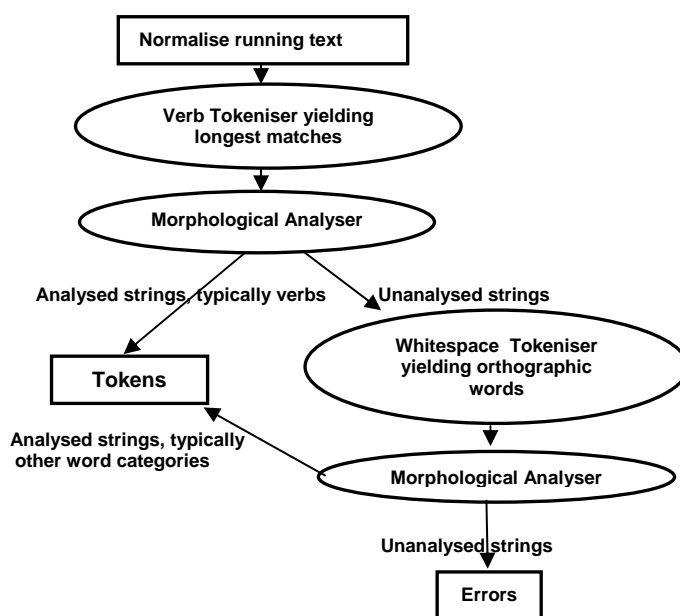 Normalise running text
Verb Tokeniser yielding
longest matches
Morphological Analyser
Analysed strings, typically verbs
Unanalysed strings
Whitespace Tokeniser
yielding orthographic
words
Tokens
Analysed strings, typically
other word categories
Morphological Analyser
Unanalysed strings
Errors